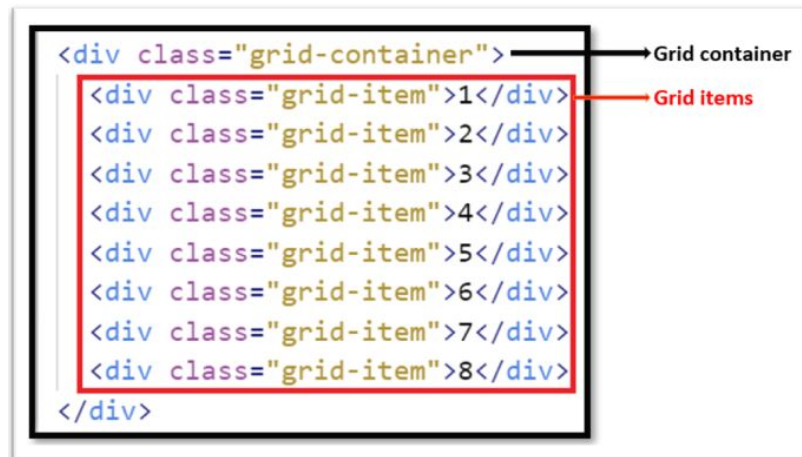 <div class="grid-container"> Grid container
<div class="grid-item">1</div> Grid items
<div class="grid-item">2</div>
<div class="grid-item">3</div>
<div class="grid-item">4</div>
<div class="grid-item">5</div>
<div class="grid-item">6</div>
<div class="grid-item">7</div>
<div class="grid-item">8</div>
</div>